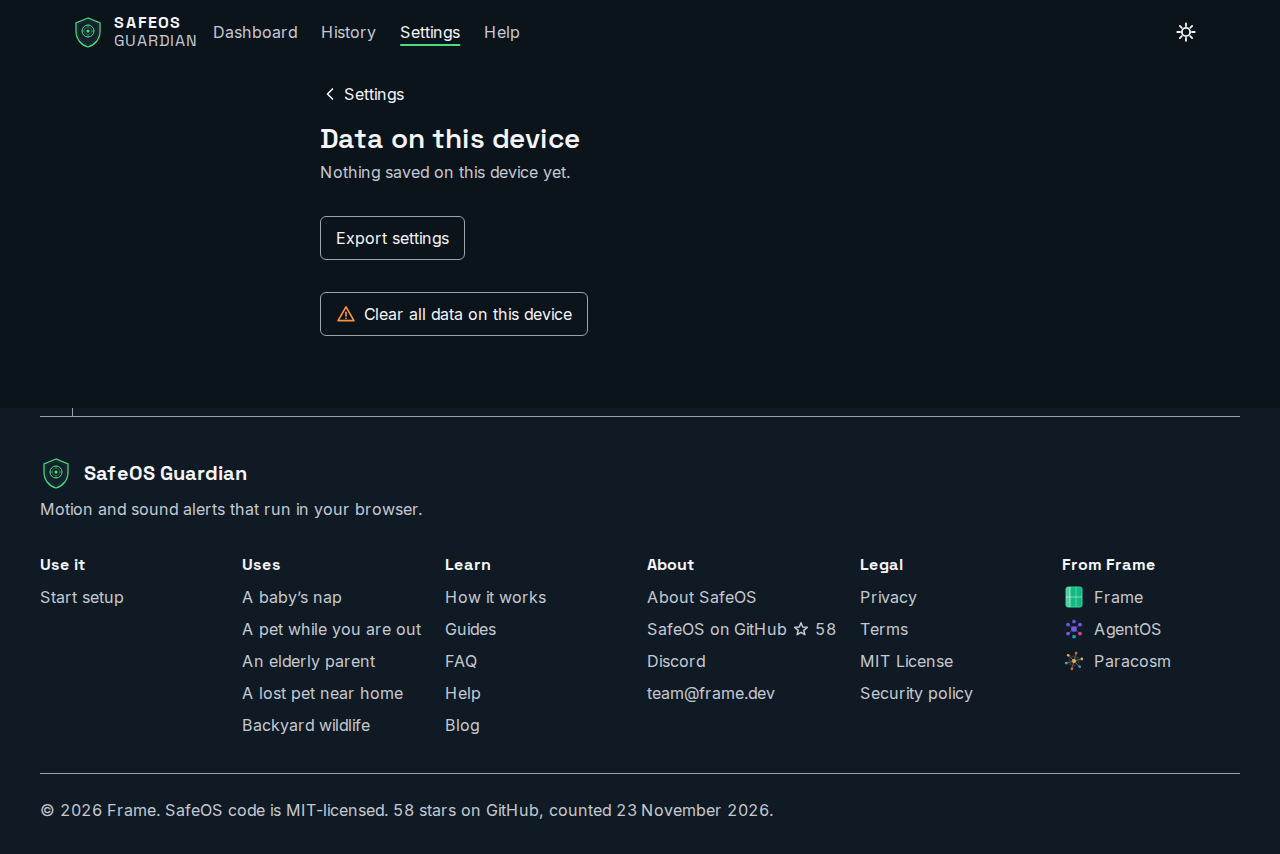 SAFEOS
GUARDIAN
Dashboard History Settings Help
Settings
Data on this device
Nothing saved on this device yet.
Export settings
Clear all data on this device
SafeOS Guardian
Motion and sound alerts that run in your browser.
Use it
Start setup
Uses
A baby’s nap
A pet while you are out
An elderly parent
A lost pet near home
Backyard wildlife
Learn
How it works
Guides
FAQ
Help
Blog
About
About SafeOS
SafeOS on GitHub ☆ 58
Discord
team@frame.dev
Legal
Privacy
Terms
MIT License
Security policy
From Frame
Frame
AgentOS
Paracosm
© 2026 Frame. SafeOS code is MIT-licensed. 58 stars on GitHub, counted 23 November 2026.